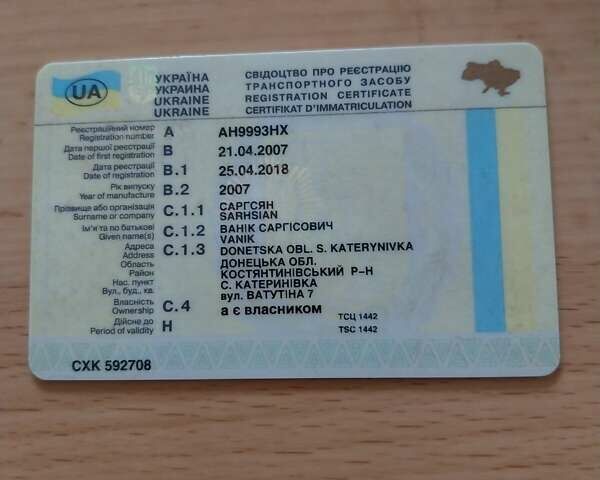 UA
УКРАЇНА
УКРАИНА
UKRAINE
UKRAINE
СВІДОЦТВО ПРО РЕЄСТРАЦІЮ
ТРАНСПОРТНОГО ЗАСОБУ
REGISTRATION CERTIFICATE
CERTIFIKAT D'IMMATRICULATION
Реєстраційний номер A AH9993HX
Registration number
Дата першої реєстрації B 21.04.2007
Date of first registration
Дата реєстрації B.1 25.04.2018
Date of registration
Рік випуску B.2 2007
Year of manufacture
Прізвище або організація C.1.1 САРГСЯН
Surname or company SARHSIAN
Ім'я та по батькові C.1.2 ВАНІК САРГІСОВИЧ
Given name(s) VANIK
Адреса C.1.3 DONETSKA OBL. S. KATERYNIVKA
Address
Область ДОНЕЦЬКА ОБЛ.
Район КОСТЯНТИНІВСЬКИЙ Р-Н
Нас. пункт С. КАТЕРИНІВКА
Вул., буд., кв. вул. ВАТУТІНА 7
Власність C.4 а є власником
Ownership
ТСЦ 1442
Дійсне до H
Period of validity TSC 1442
СХК 592708